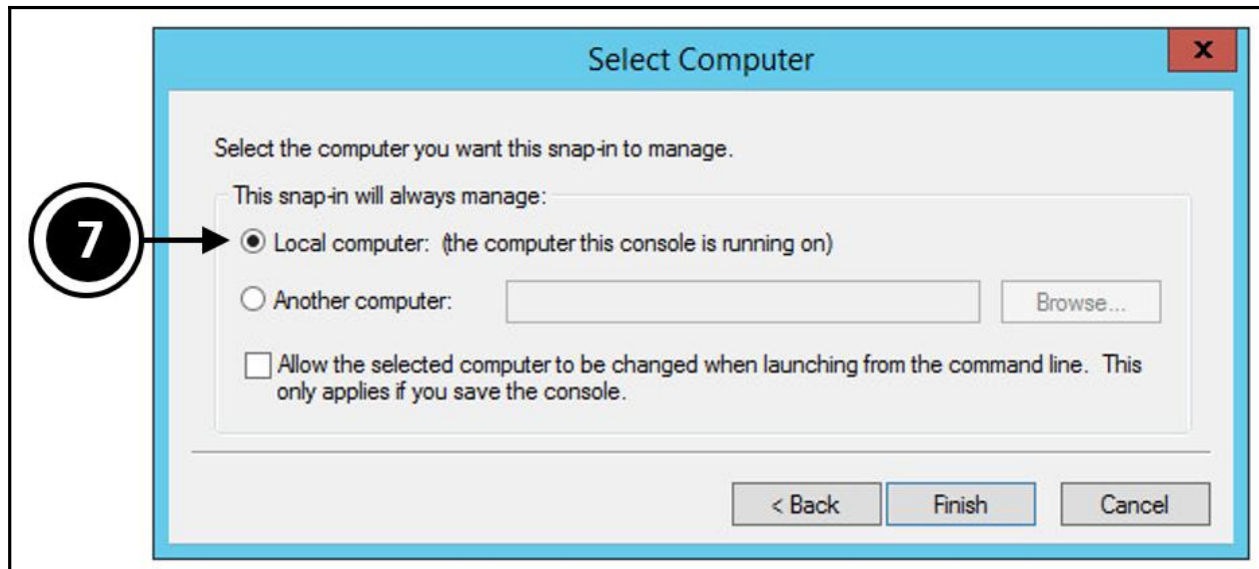 Select Computer
X
Select the computer you want this snap-in to manage.
This snap-in will always manage:
7
Local computer: (the computer this console is running on)
Another computer:
Browse...
Allow the selected computer to be changed when launching from the command line. This
only applies if you save the console.
< Back
Finish
Cancel